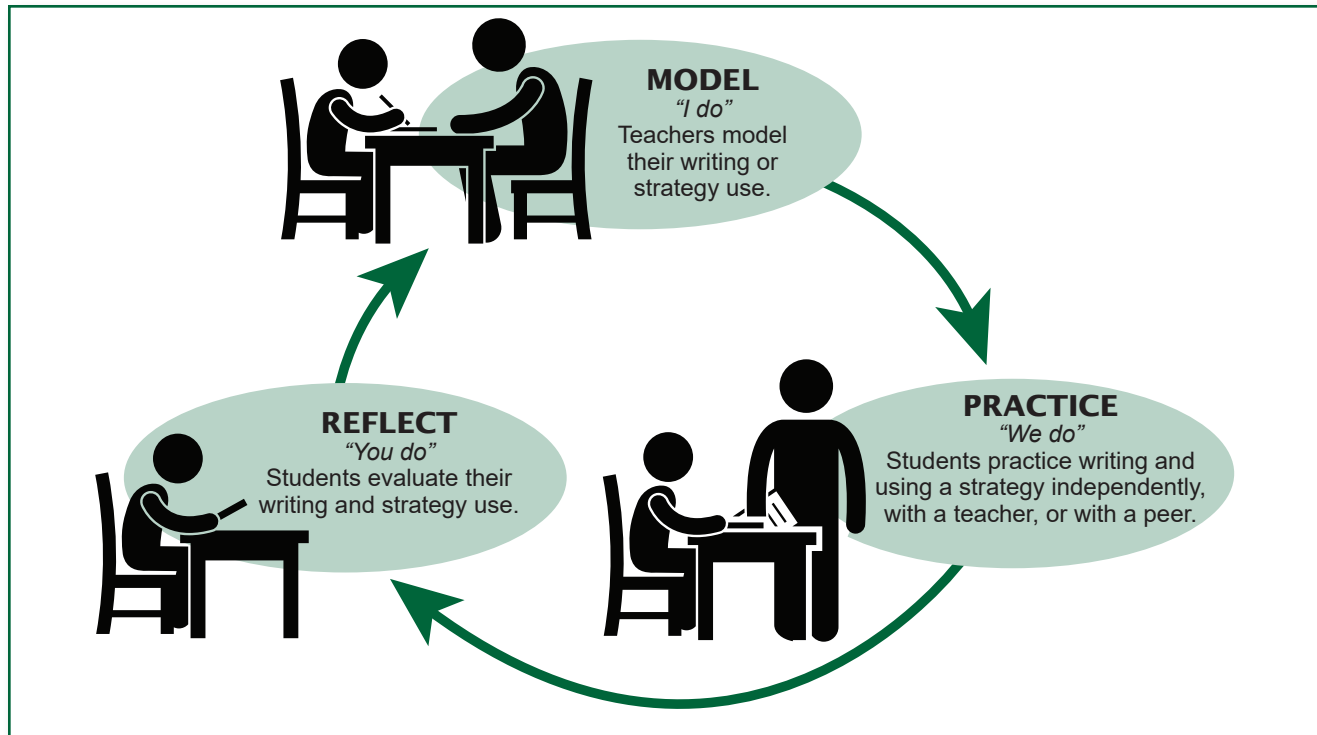 MODEL
“I do”
Teachers model
their writing or
strategy use.
PRACTICE
“We do”
Students practice writing and
using a strategy independently,
with a teacher, or with a peer.
REFLECT
“You do”
Students evaluate their
writing and strategy use.